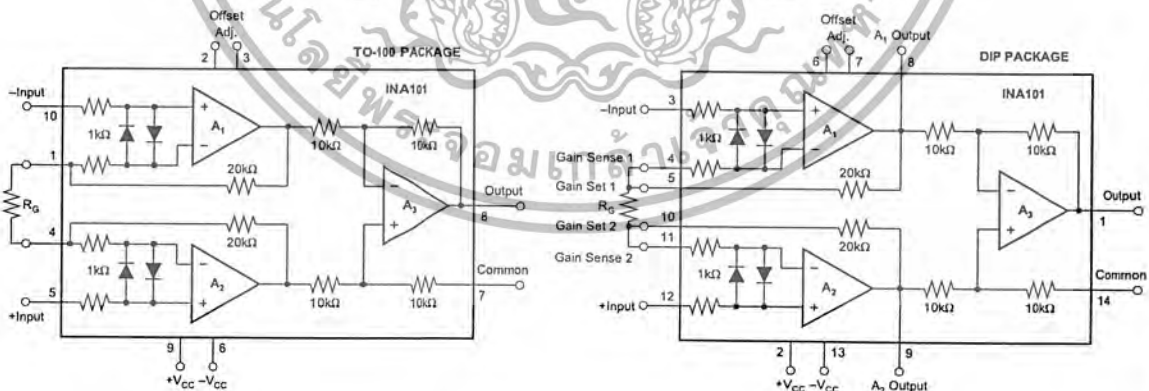 Offset
Adj.
2
3
TO-100 PACKAGE
INA101
–Input
10
1kΩ
A1
10kΩ
10kΩ
1
20kΩ
RG
A3
Output
8
4
20kΩ
1kΩ
A2
10kΩ
10kΩ
Common
7
5
+Input
9
6
+VCC
–VCC
Offset
Adj.
A1 Output
6
7
8
DIP PACKAGE
INA101
–Input
3
1kΩ
A1
10kΩ
10kΩ
Gain Sense 1
4
Gain Set 1
5
20kΩ
RG
A3
Output
1
Gain Set 2
10
20kΩ
Gain Sense 2
11
1kΩ
A2
10kΩ
10kΩ
Common
14
+Input
12
2
13
9
+VCC
–VCC
A2 Output